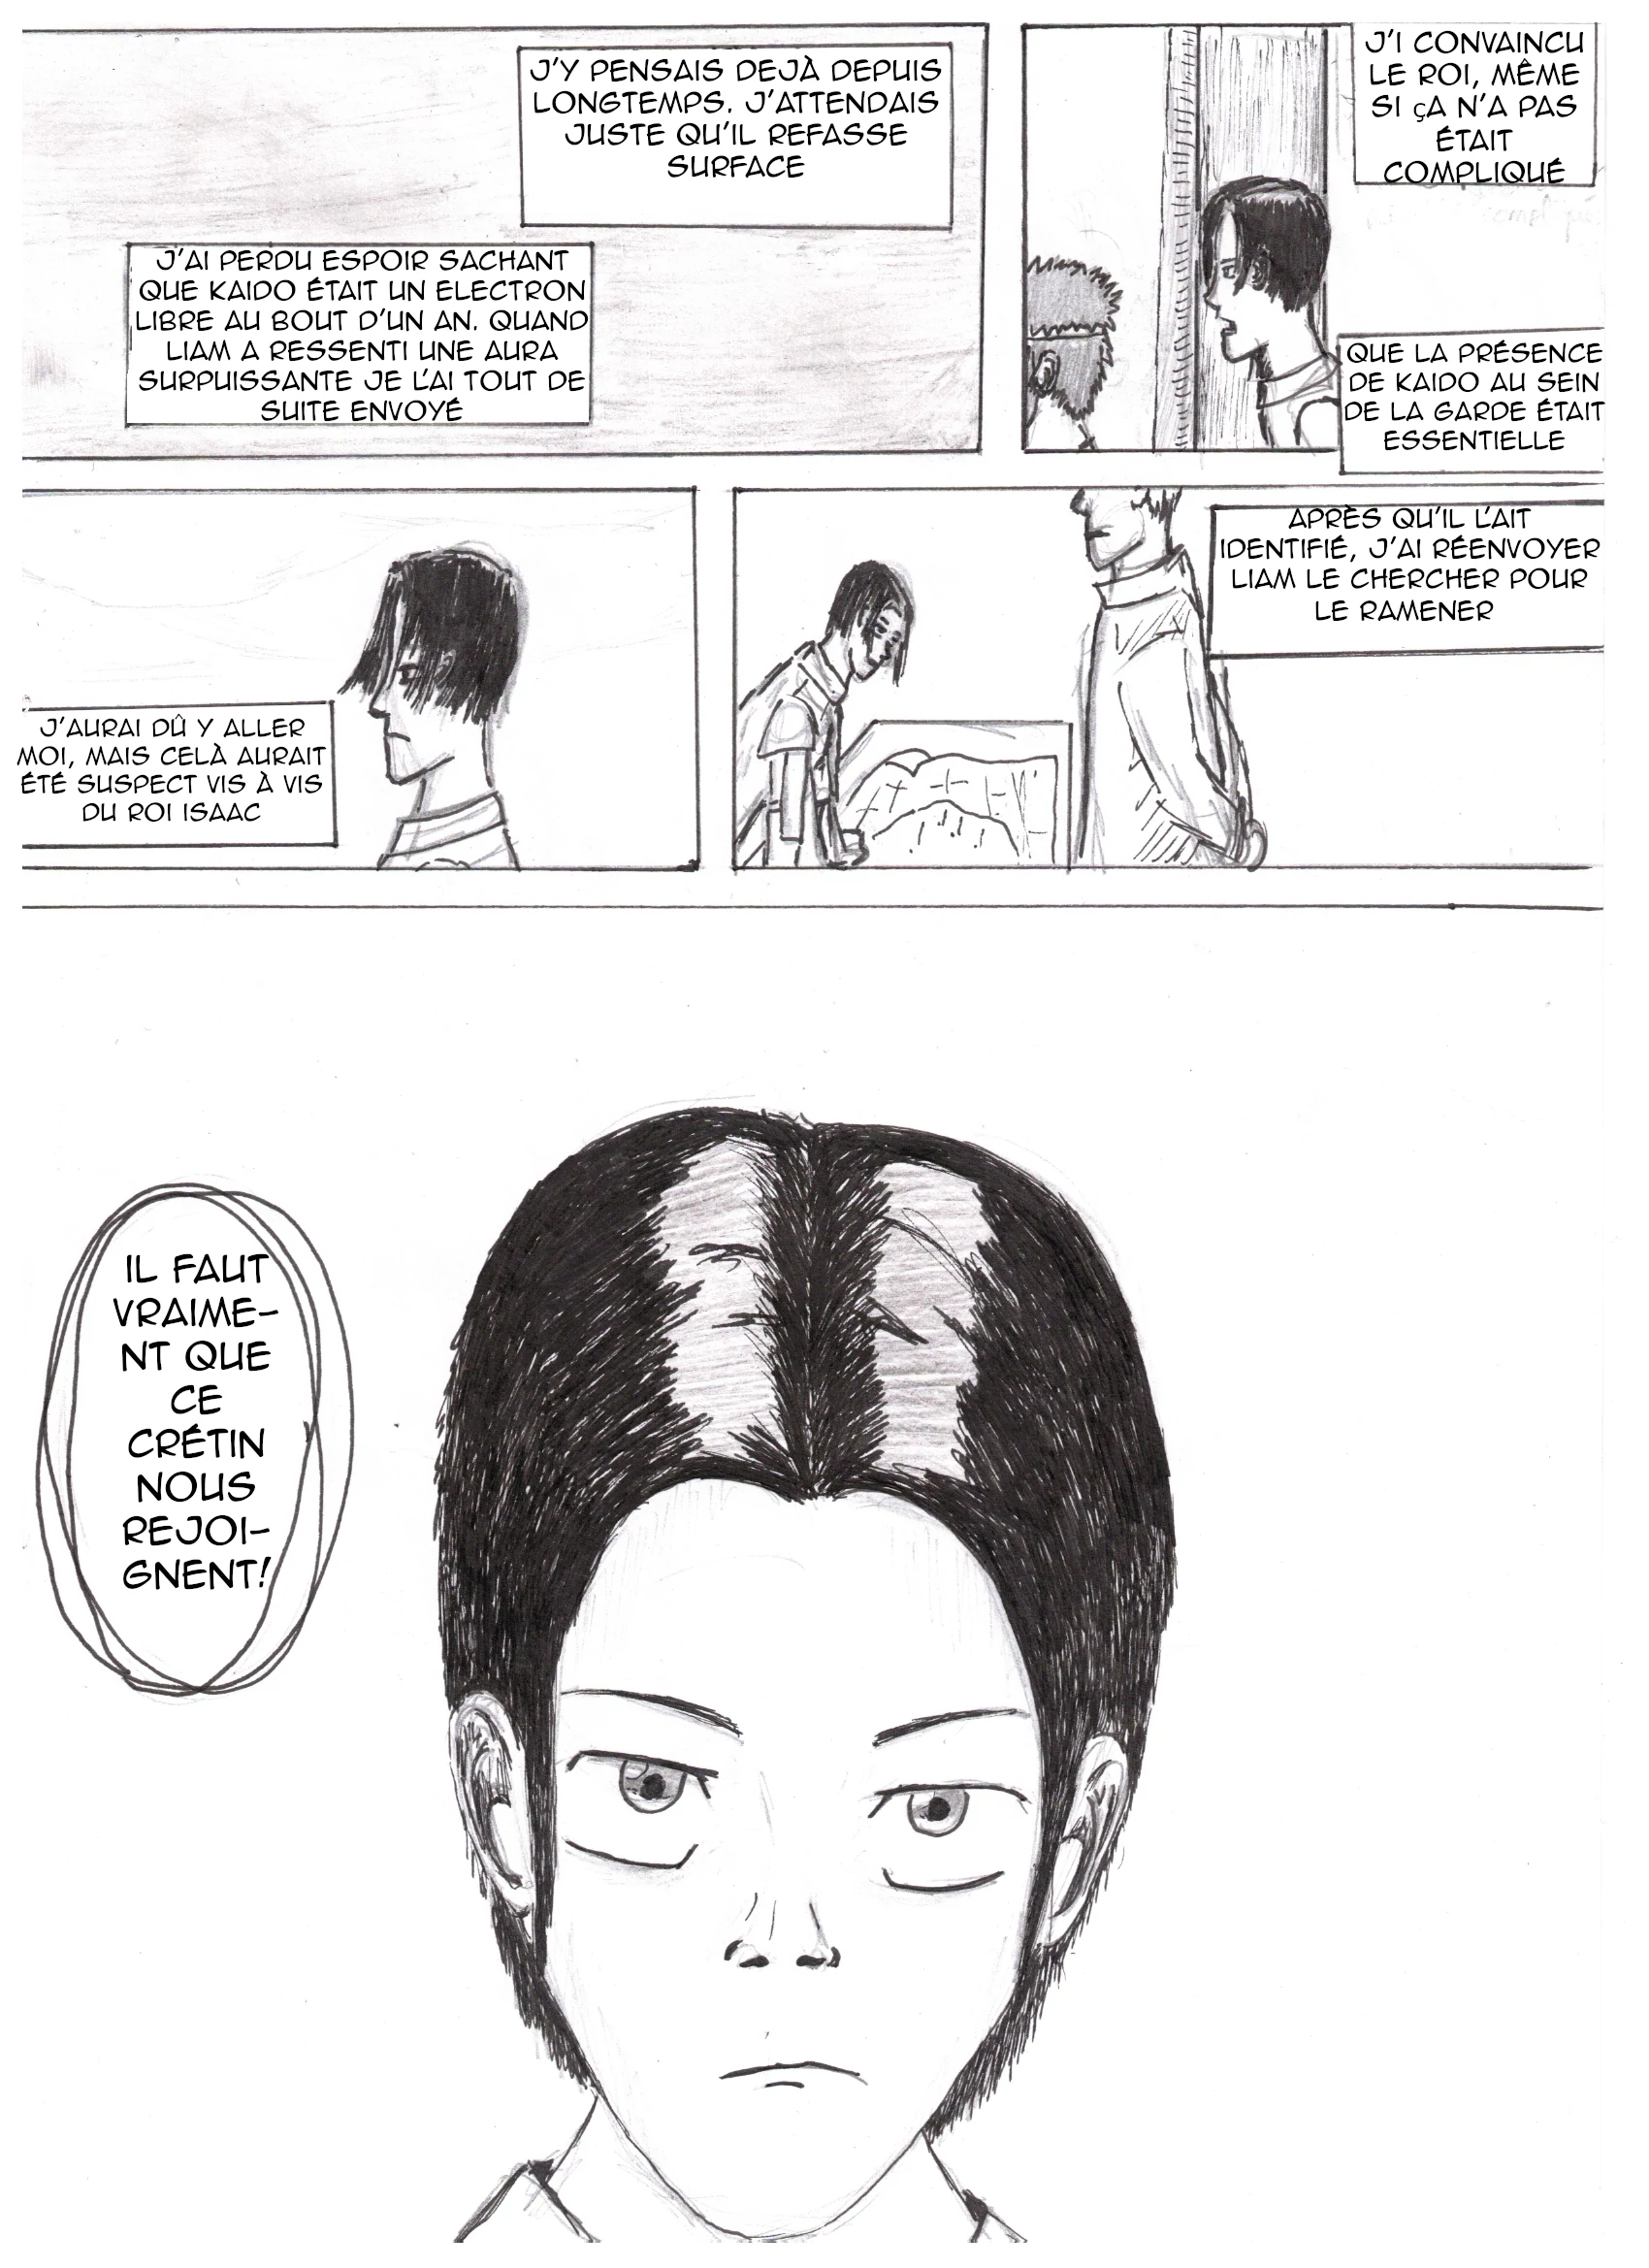 J'I CONVAINCU
LE ROI, MÊME
SI çA N'A PAS
ÉTAIT
COMPLIQUÉ
QUE LA PRÉSENCE
DE KAIDO AU SEIN
DE LA GARDE ÉTAIT
ESSENTIELLE
J'Y PENSAIS DEJÀ DEPUIS
LONGTEMPS. J'ATTENDAIS
JUSTE QU'IL REFASSE
SURFACE
J'AI PERDU ESPOIR SACHANT
QUE KAIDO ÉTAIT UN ELECTRON
LIBRE AU BOUT D'UN AN. QUAND
LIAM A RESSENTI UNE AURA
SURPUISSANTE JE L'AI TOUT DE
SUITE ENVOYÉ
APRÈS QU'IL L'AIT
IDENTIFIÉ, J'AI RÉENVOYER
LIAM LE CHERCHER POUR
LE RAMENER
J'AURAI DÛ Y ALLER
MOI, MAIS CELÀ AURAIT
ÉTÉ SUSPECT VIS À VIS
DU ROI ISAAC
IL FAUT
VRAIME-
NT QUE
CE
CRÉTIN
NOUS
REJOI-
GNENT!